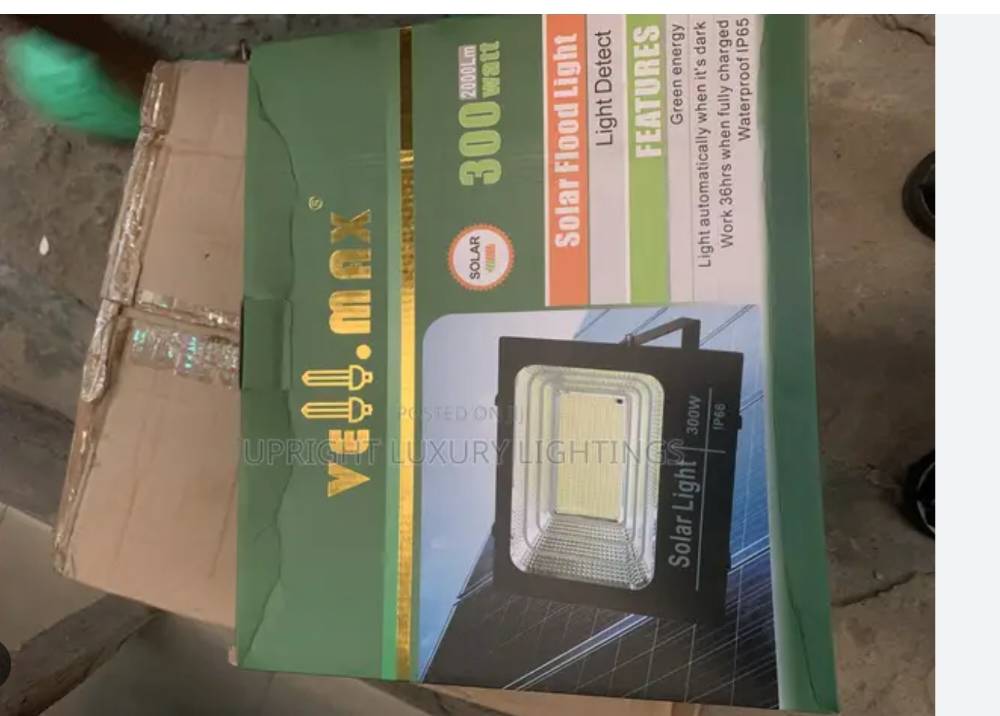 VELL.MAX
®
SOLAR
300 watt
2000Lm
Solar Flood Light
Light Detect
FEATURES
Green energy
Light automatically when it's dark
Work 36hrs when fully charged
Waterproof IP65
Solar Light
300W
IP66
POSTED ON
UPRIGHT LUXURY LIGHTINGS